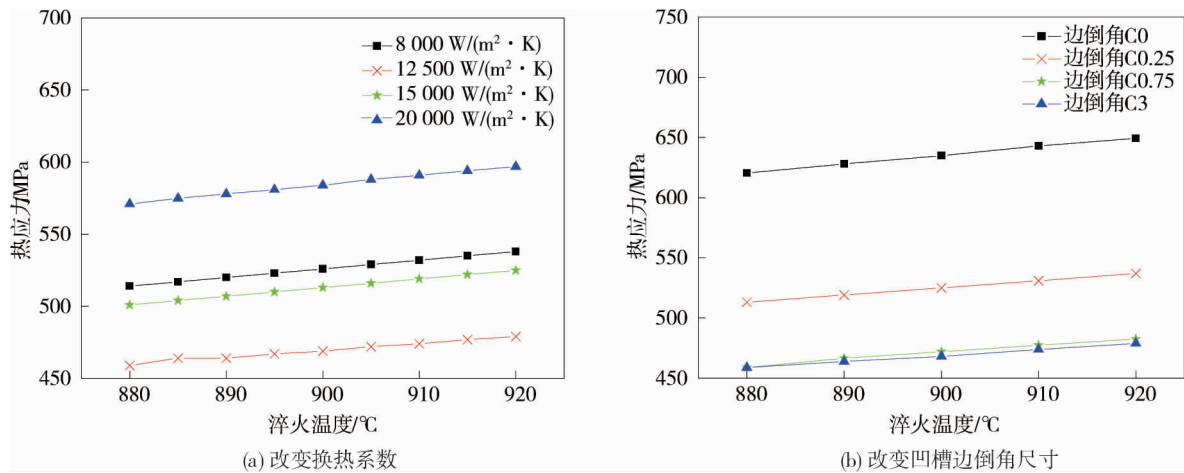 700
650
600
550
500
450
热应力/MPa
8 000 W/(m²·K)
12 500 W/(m²·K)
15 000 W/(m²·K)
20 000 W/(m²·K)
880
890
900
910
920
淬火温度/℃
(a) 改变换热系数
750
700
650
600
550
500
450
热应力/MPa
边倒角C0
边倒角C0.25
边倒角C0.75
边倒角C3
880
890
900
910
920
淬火温度/℃
(b) 改变凹槽边倒角尺寸